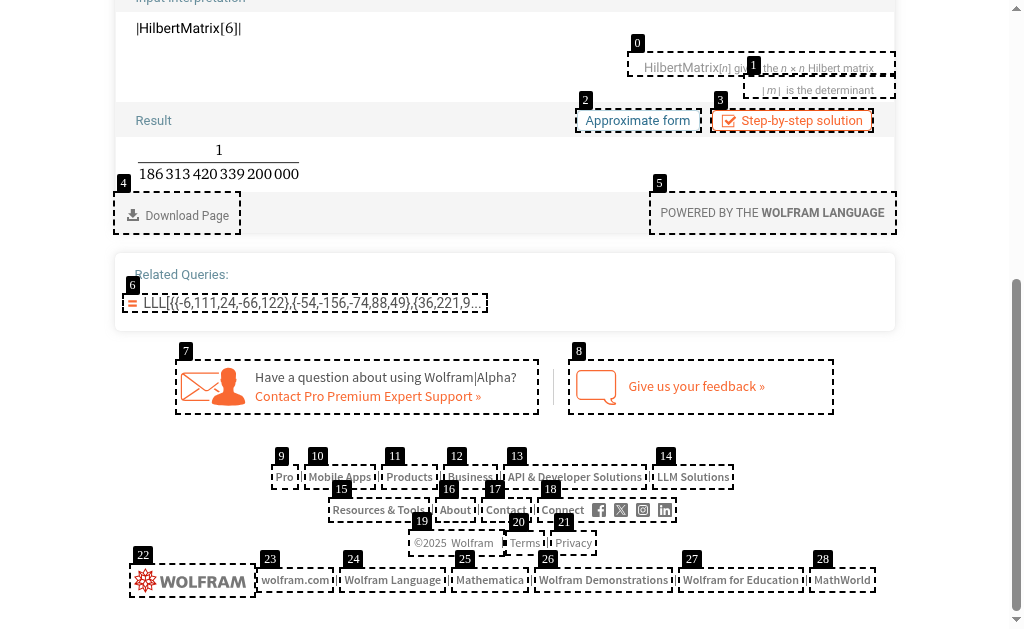 |HilbertMatrix[6]|
0
HilbertMatrix[n] gives the n × n Hilbert matrix
1
|m| is the determinant
Result
2
Approximate form
3
Step-by-step solution
1
186 313 420 339 200 000
4
Download Page
5
POWERED BY THE WOLFRAM LANGUAGE
Related Queries:
6
= LLL[{{-6,111,24,-66,122},{-54,-156,-74,88,49},{36,221,9...
7
Have a question about using Wolfram|Alpha?
Contact Pro Premium Expert Support »
8
Give us your feedback »
9 10 11 12 13 14
Pro Mobile Apps Products Business API & Developer Solutions LLM Solutions
15 16 17 18
Resources & Tools About Contact Connect
19 20 21
©2025 Wolfram Terms Privacy
22 23 24 25 26 27 28
WOLFRAM wolfram.com Wolfram Language Mathematica Wolfram Demonstrations Wolfram for Education MathWorld